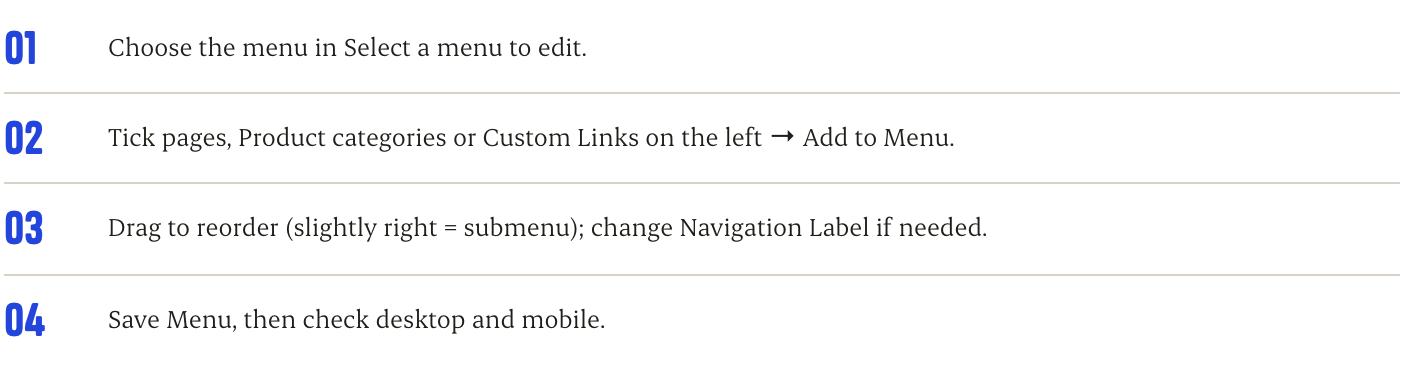 01 Choose the menu in Select a menu to edit.
02 Tick pages, Product categories or Custom Links on the left → Add to Menu.
03 Drag to reorder (slightly right = submenu); change Navigation Label if needed.
04 Save Menu, then check desktop and mobile.